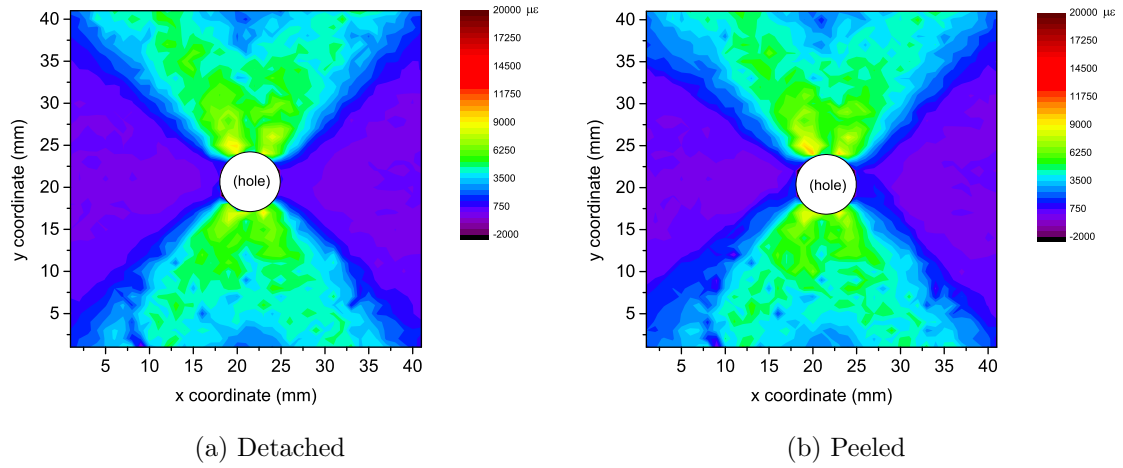 20000 με
17250
14500
11750
9000
6250
3500
750
-2000
40
35
30
25
20
15
10
5
y coordinate (mm)
(hole)
5 10 15 20 25 30 35 40
x coordinate (mm)
(a) Detached
20000 με
17250
14500
11750
9000
6250
3500
750
-2000
40
35
30
25
20
15
10
5
y coordinate (mm)
(hole)
5 10 15 20 25 30 35 40
x coordinate (mm)
(b) Peeled